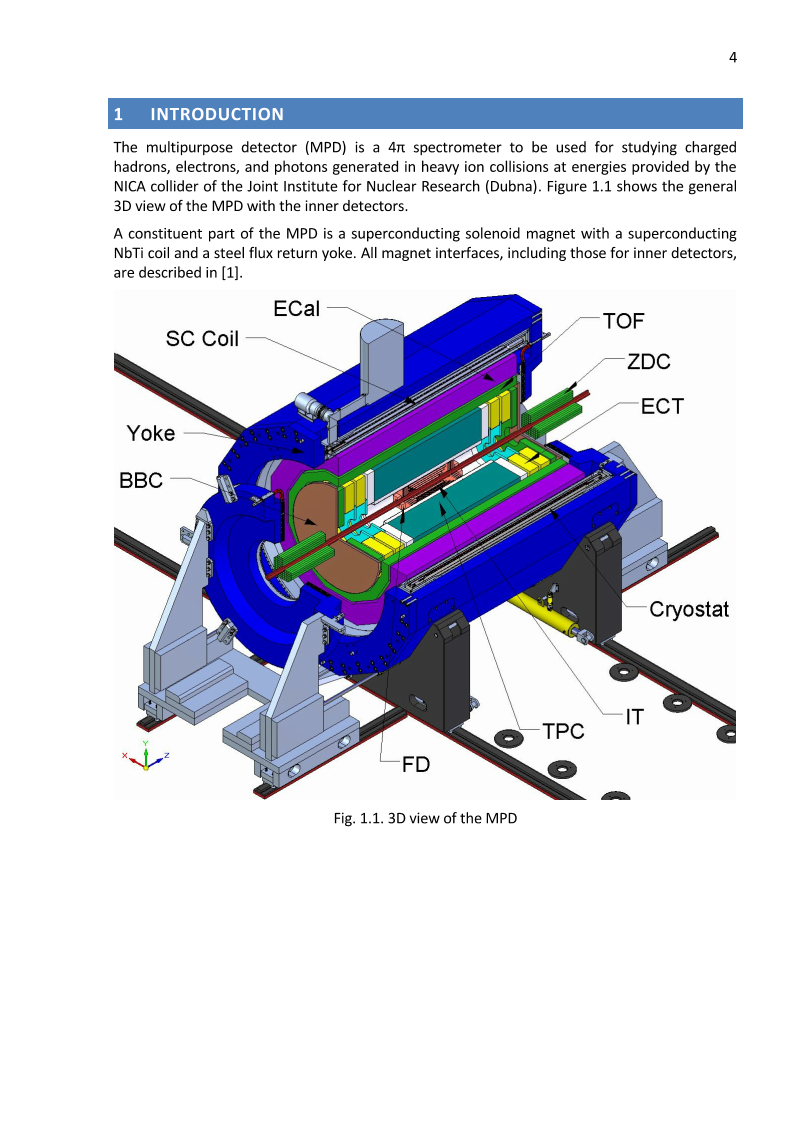 4
1 INTRODUCTION
The multipurpose detector (MPD) is a 4π spectrometer to be used for studying charged
hadrons, electrons, and photons generated in heavy ion collisions at energies provided by the
NICA collider of the Joint Institute for Nuclear Research (Dubna). Figure 1.1 shows the general
3D view of the MPD with the inner detectors.
A constituent part of the MPD is a superconducting solenoid magnet with a superconducting
NbTi coil and a steel flux return yoke. All magnet interfaces, including those for inner detectors,
are described in [1].
ECal
SC Coil
TOF
ZDC
ECT
Yoke
BBC
Cryostat
IT
TPC
FD
Y
X
Z
Fig. 1.1. 3D view of the MPD